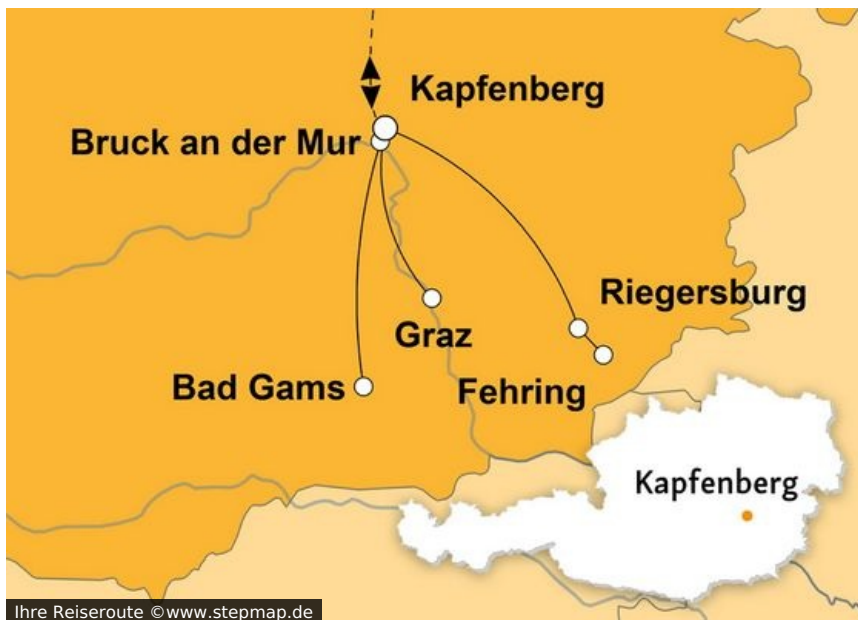 Kapfenberg
Bruck an der Mur
Riegersburg
Graz
Bad Gams
Fehring
Kapfenberg
Ihre Reiseroute ©www.stepmap.de